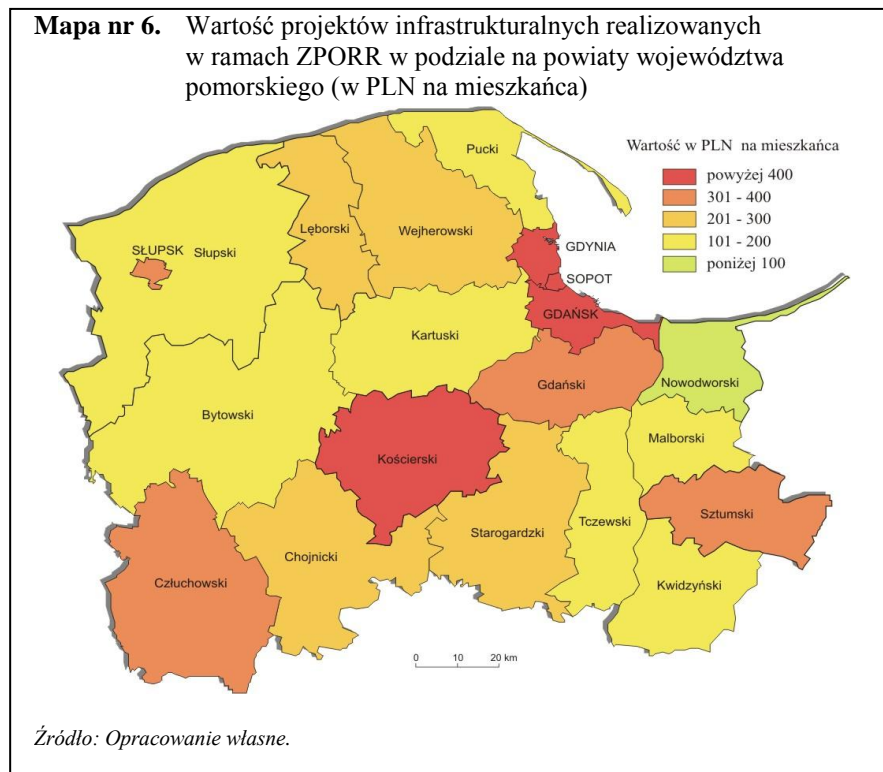 Mapa nr 6. Wartość projektów infrastrukturalnych realizowanych
w ramach ZPORR w podziale na powiaty województwa
pomorskiego (w PLN na mieszkańca)
Wartość w PLN na mieszkańca
powyżej 400
301 - 400
201 - 300
101 - 200
poniżej 100
Pucki
Lęborski
Wejherowski
GDYNIA
SŁUPSK
Słupski
SOPOT
GDAŃSK
Kartuski
Gdański
Nowodworski
Bytowski
Malborski
Kościerski
Sztumski
Starogardzki
Tczewski
Chojnicki
Człuchowski
Kwidzyński
0 10 20 km
Źródło: Opracowanie własne.